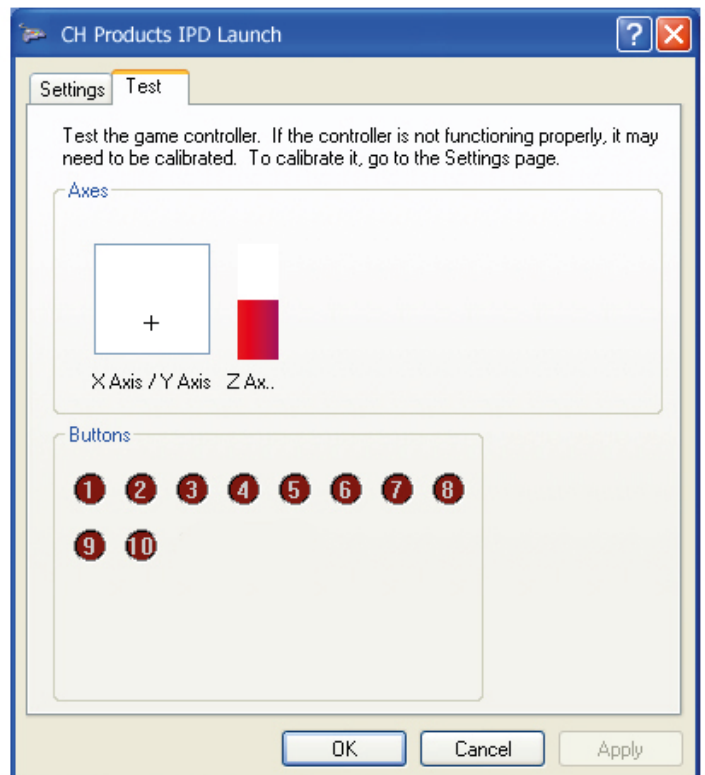 CH Products IPD Launch
Settings Test
Test the game controller. If the controller is not functioning properly, it may
need to be calibrated. To calibrate it, go to the Settings page.
Axes
X Axis / Y Axis Z Ax..
Buttons
1 2 3 4 5 6 7 8
9 10
OK Cancel Apply